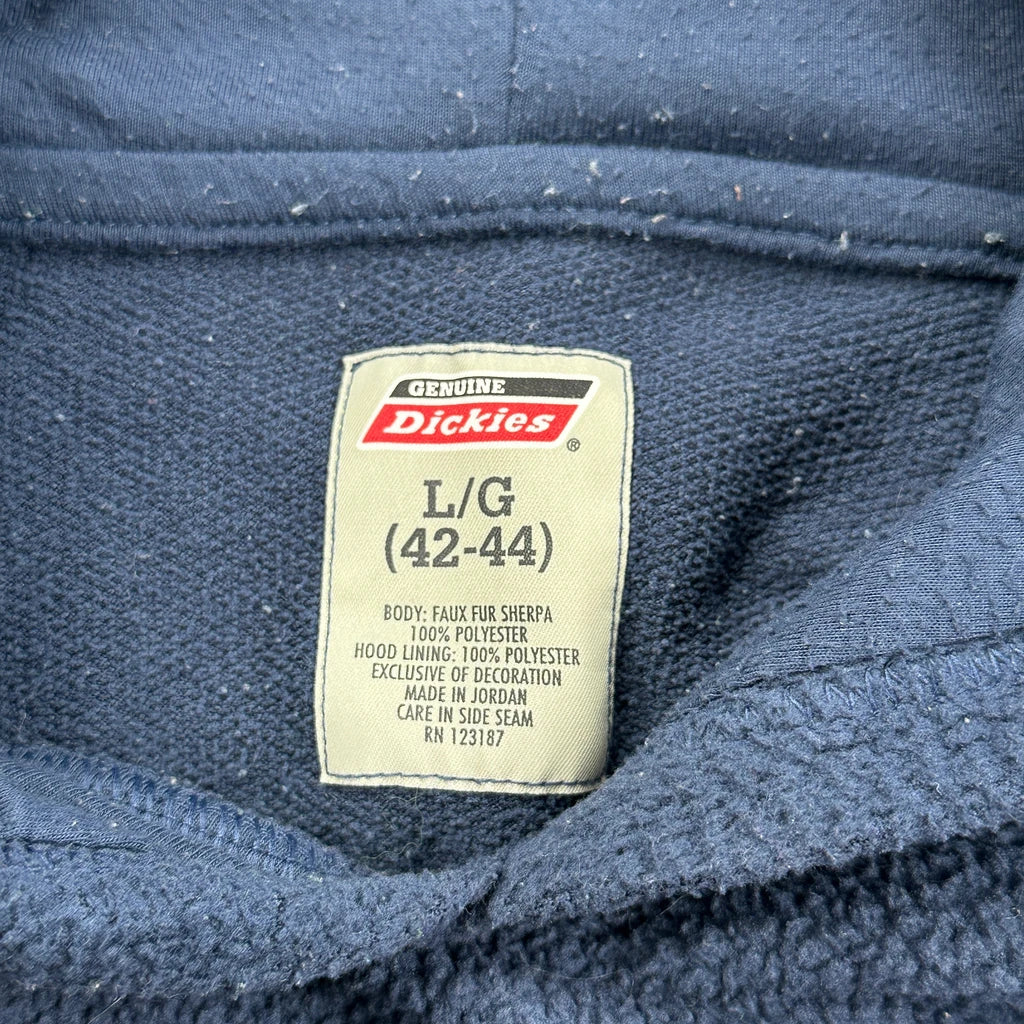 GENUINE
Dickies
®
L/G
(42-44)
BODY: FAUX FUR SHERPA
100% POLYESTER
HOOD LINING: 100% POLYESTER
EXCLUSIVE OF DECORATION
MADE IN JORDAN
CARE IN SIDE SEAM
RN 123187